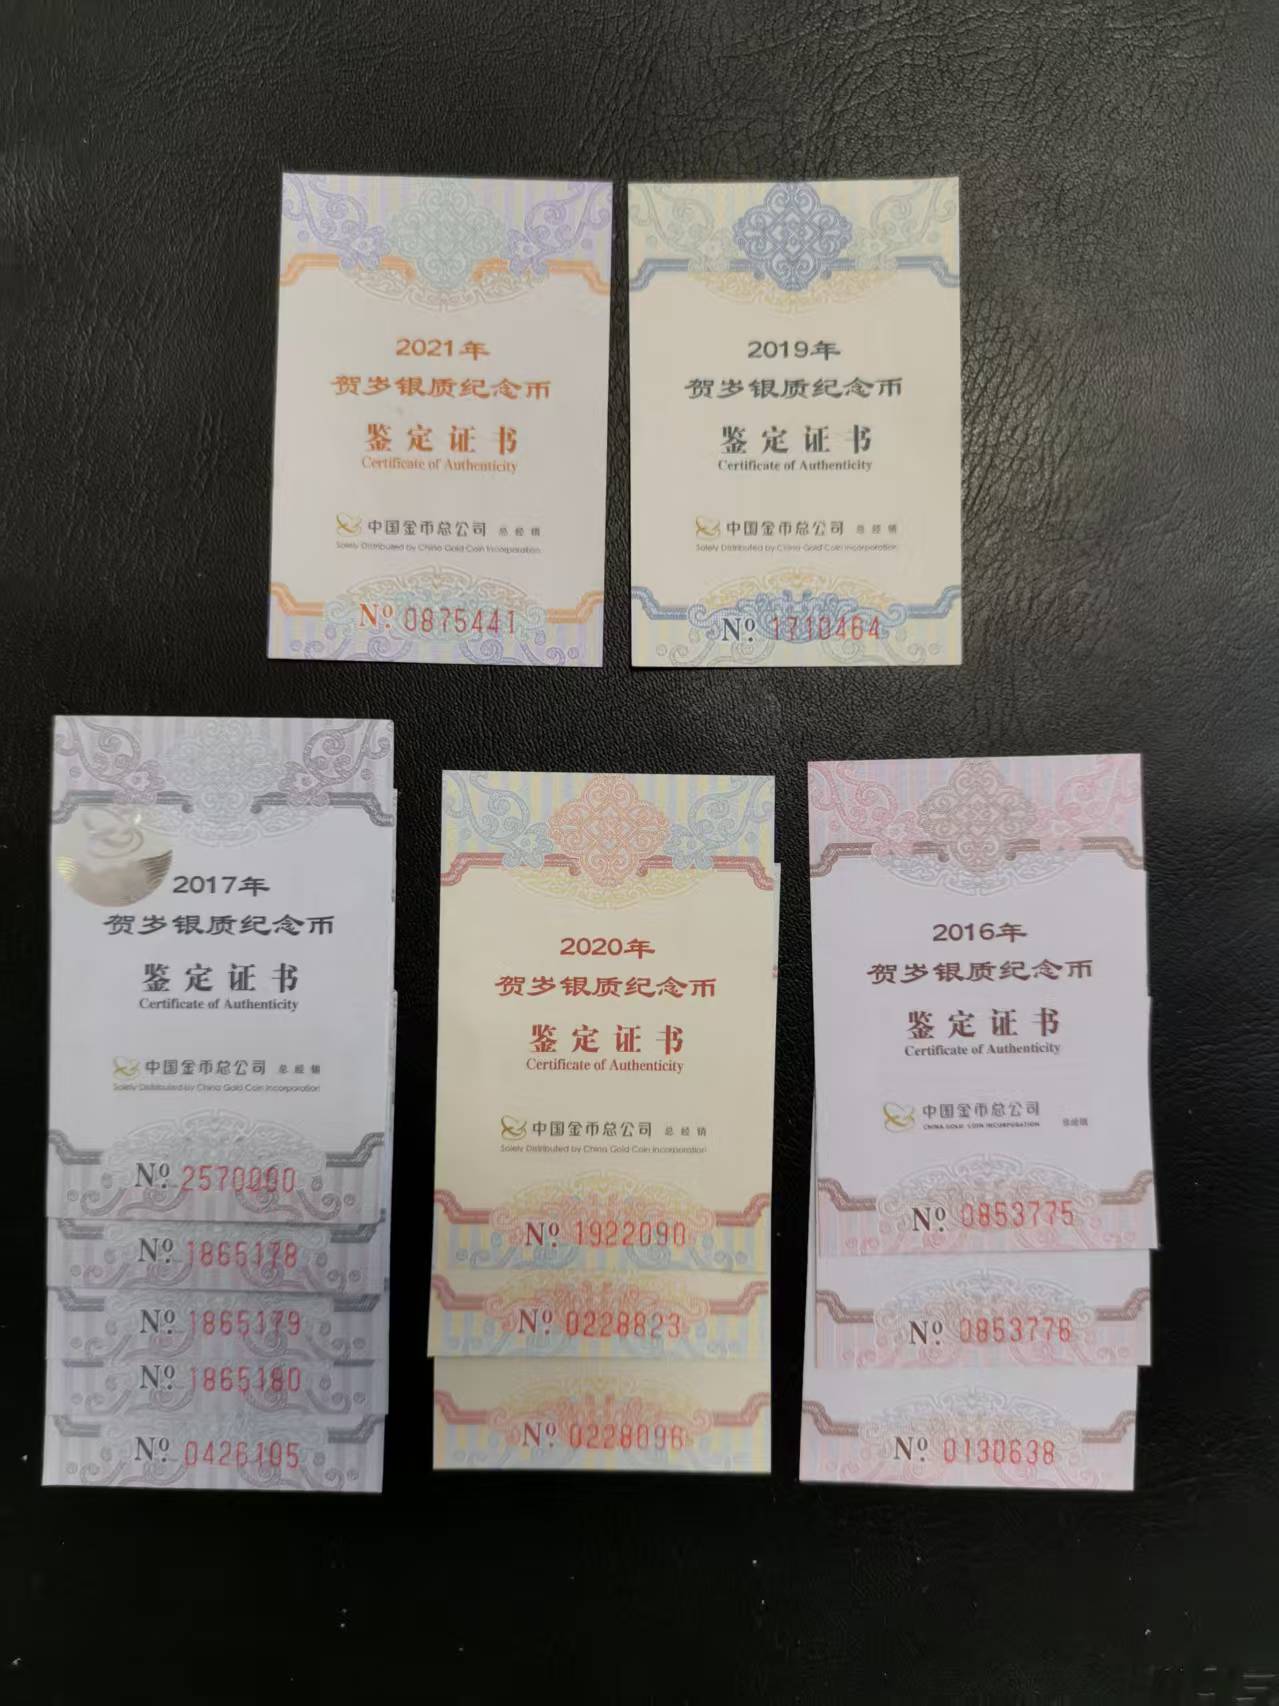 2021年
贺岁银质纪念币
鉴定证书
Certificate of Authenticity
中国金币总公司 总经销
Solely Distributed by China Gold Coin Incorporation
Nº. 0875441
2019年
贺岁银质纪念币
鉴定证书
Certificate of Authenticity
中国金币总公司 总经销
Solely Distributed by China Gold Coin Incorporation
Nº. 1710464
2017年
贺岁银质纪念币
鉴定证书
Certificate of Authenticity
中国金币总公司 总经销
Solely Distributed by China Gold Coin Incorporation
Nº. 2570090
Nº. 1865178
Nº. 1865179
Nº. 1865180
Nº. 0426105
2020年
贺岁银质纪念币
鉴定证书
Certificate of Authenticity
中国金币总公司 总经销
Solely Distributed by China Gold Coin Incorporation
Nº. 1922090
Nº. 0228823
Nº. 0228096
2016年
贺岁银质纪念币
鉴定证书
Certificate of Authenticity
中国金币总公司
CHINA GOLD COIN INCORPORATION 总经销
Nº. 0853775
Nº. 0853776
Nº. 0130638